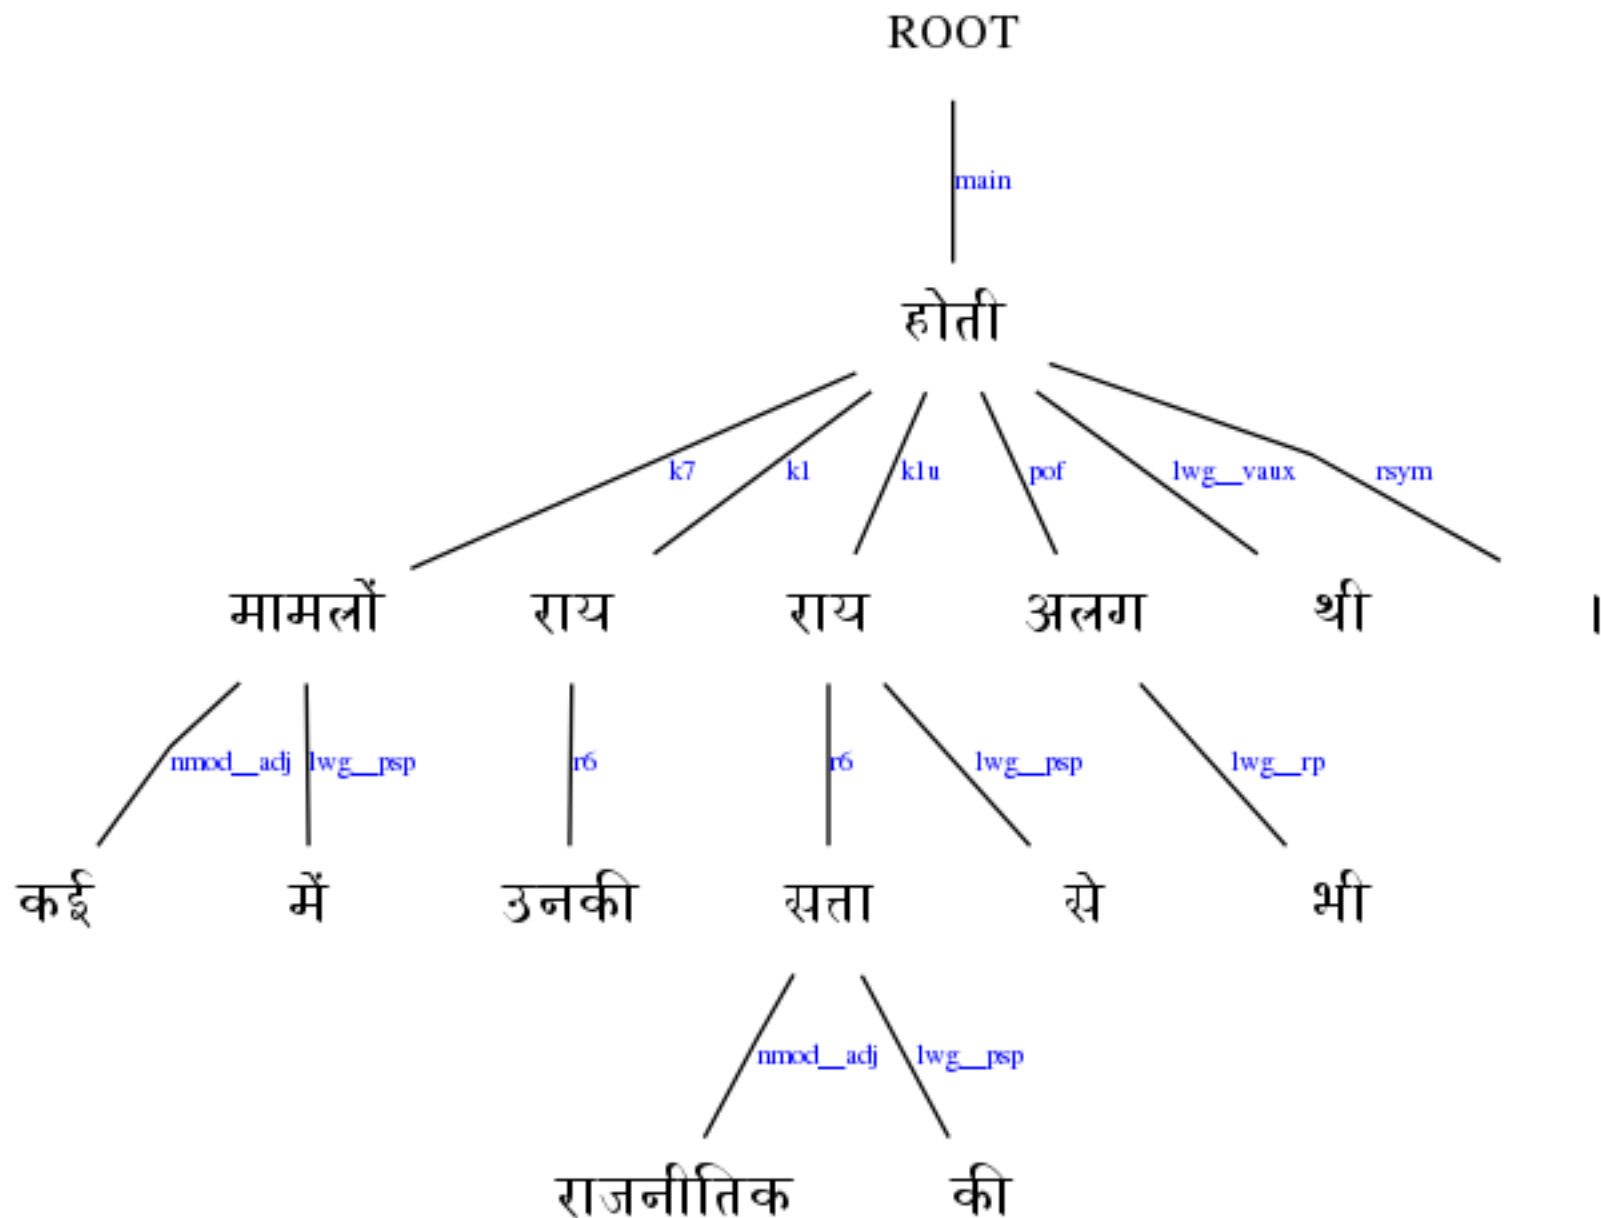 ROOT
main
होती
k7 k1 k1u pof lwg__vaux rsym
मामलों राय राय अलग थी ।
nmod__adj lwg__psp r6 r6 lwg__psp lwg__rp
कई में उनकी सत्ता से भी
nmod__adj lwg__psp
राजनीतिक की